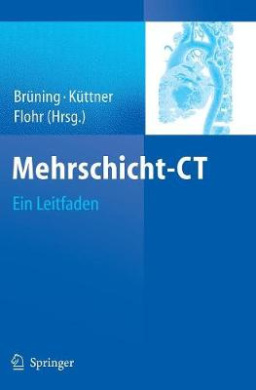 Brüning · Küttner
Flohr (Hrsg.)
Mehrschicht-CT
Ein Leitfaden
Springer